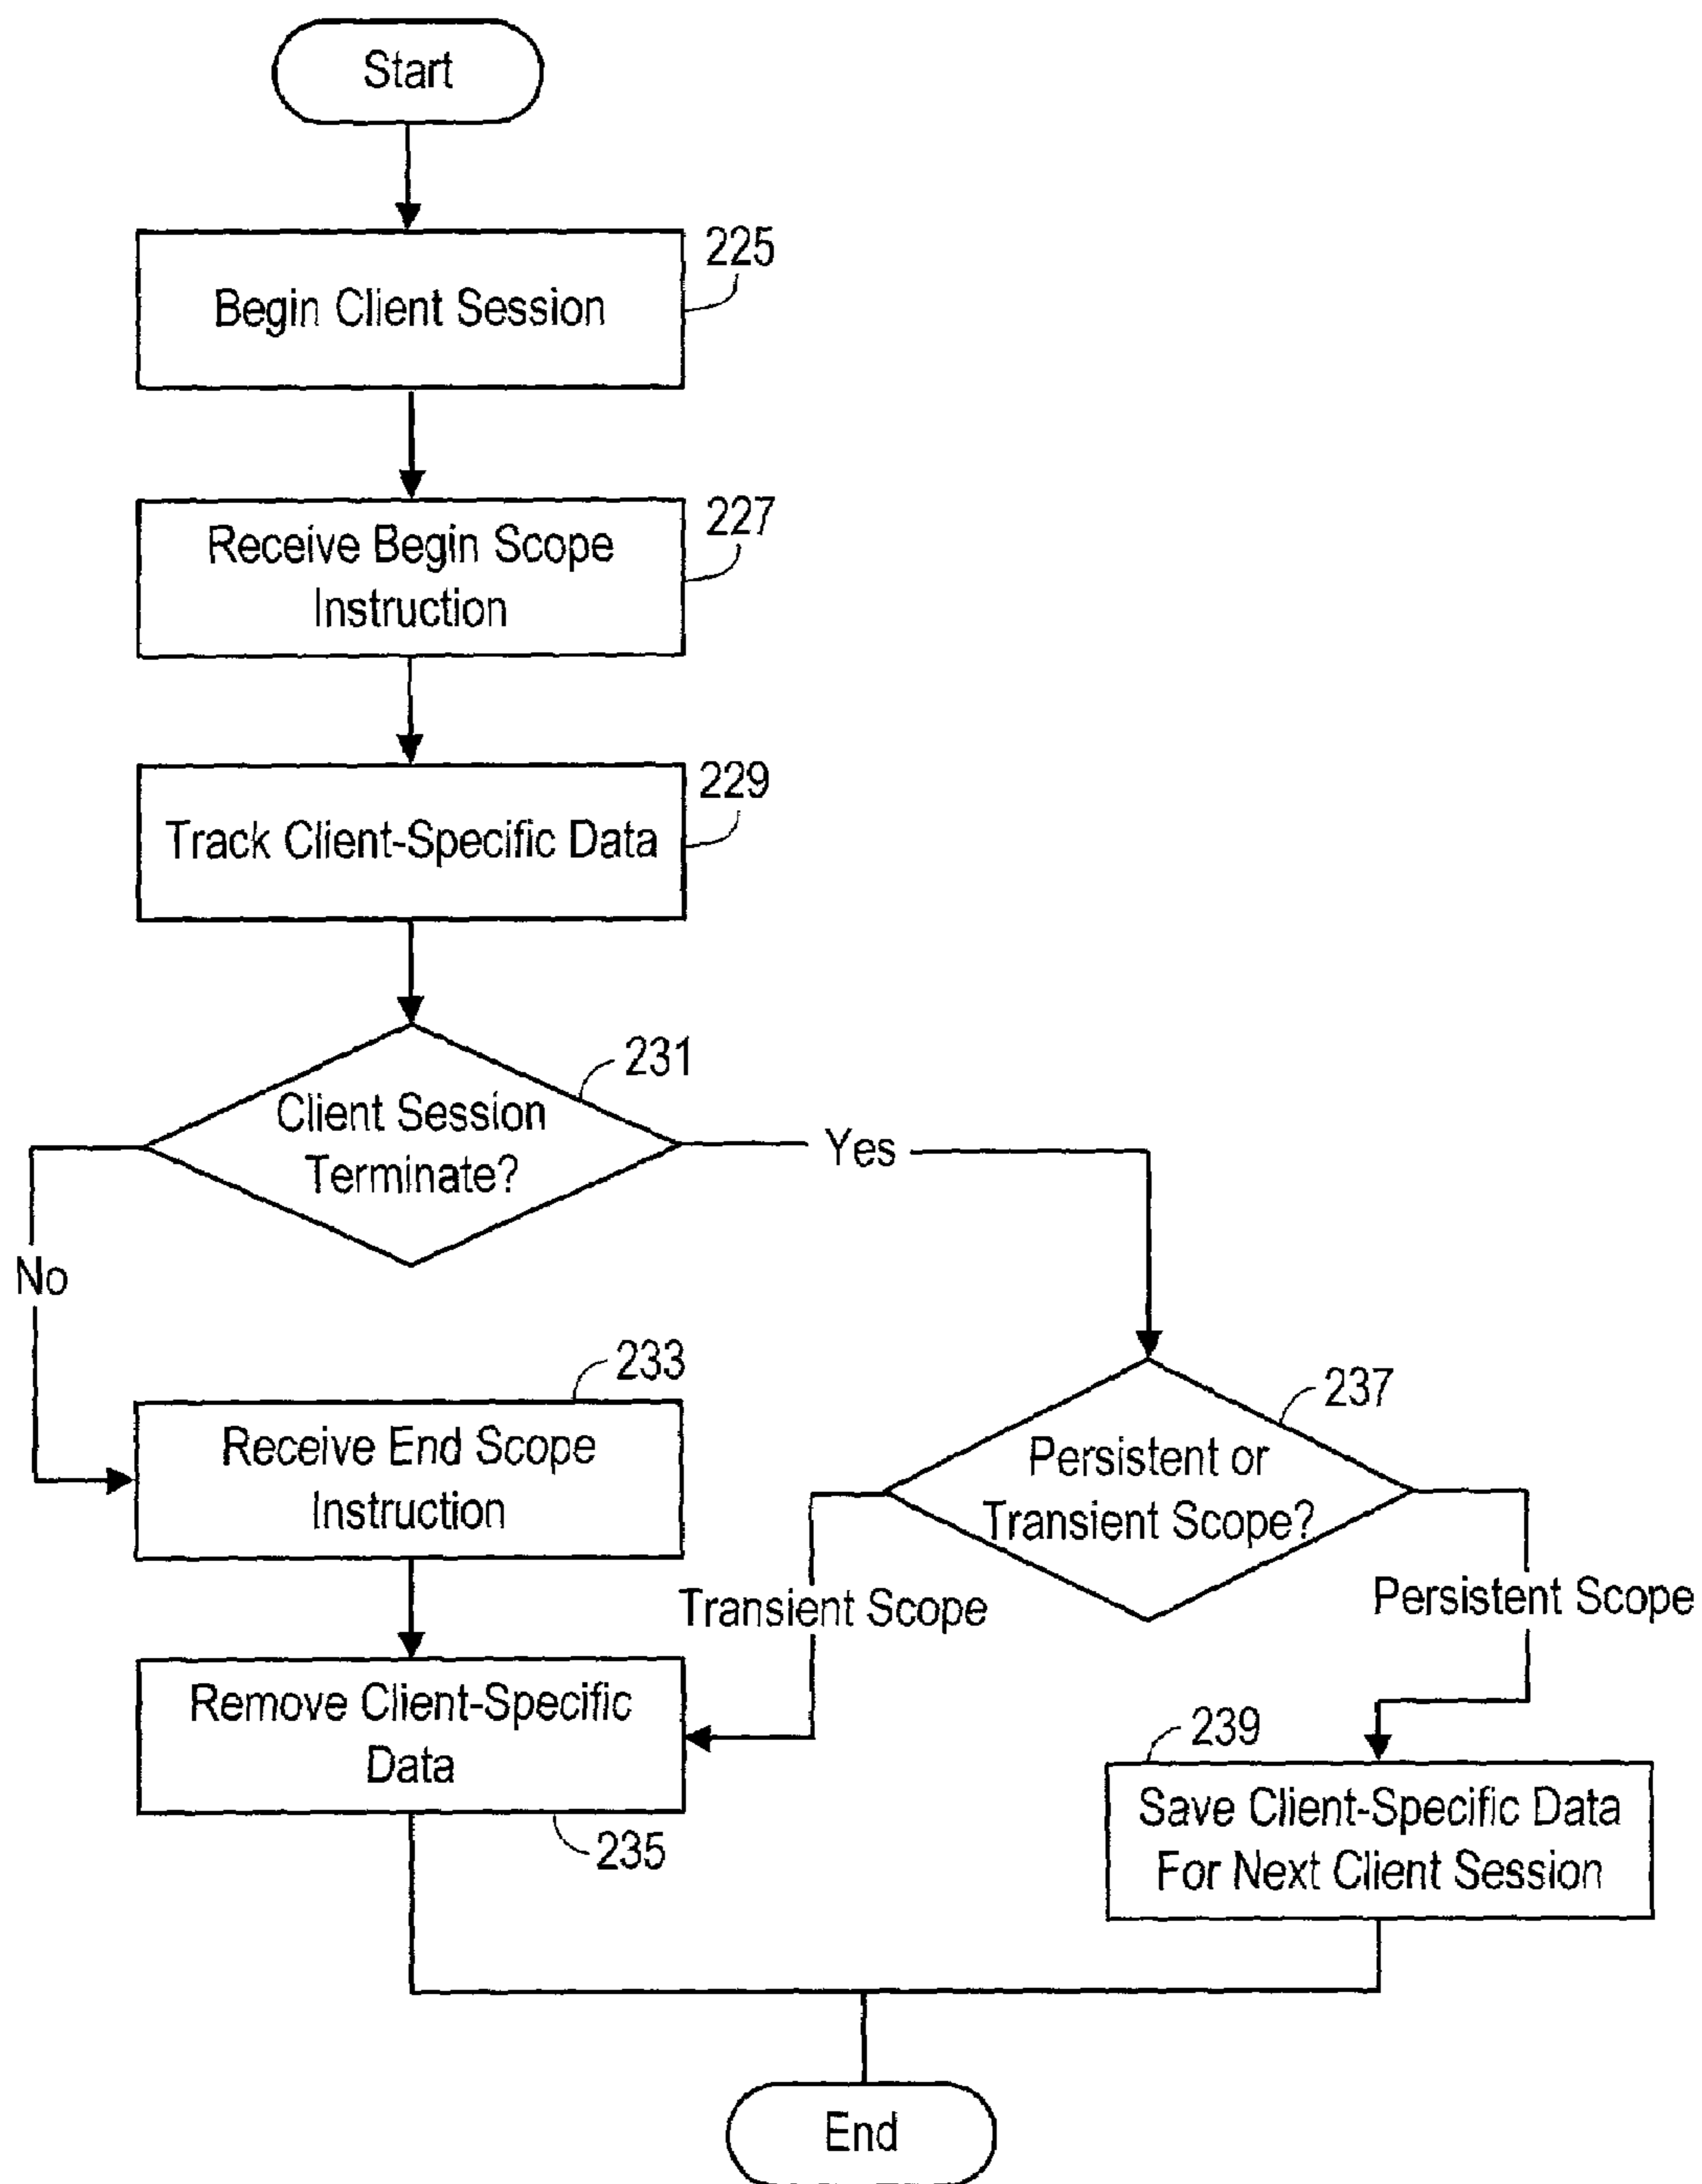 Start
225
Begin Client Session
227
Receive Begin Scope
Instruction
229
Track Client-Specific Data
231
Client Session
Terminate?
Yes
No
233
Receive End Scope
Instruction
237
Persistent or
Transient Scope?
Transient Scope
Persistent Scope
Remove Client-Specific
Data
235
239
Save Client-Specific Data
For Next Client Session
End